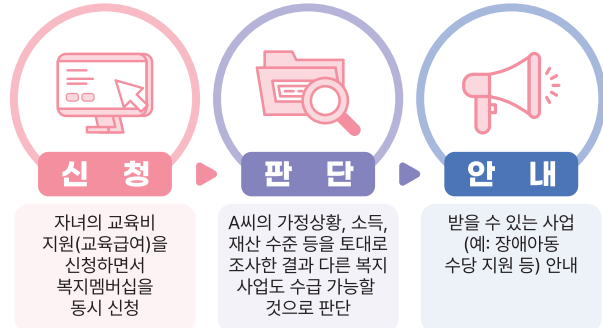 신 청
판 단
안 내
자녀의 교육비
지원(교육급여)을
신청하면서
복지멤버십을
동시 신청
A씨의 가정상황, 소득,
재산 수준 등을 토대로
조사한 결과 다른 복지
사업도 수급 가능할
것으로 판단
받을 수 있는 사업
(예: 장애아동
수당 지원 등) 안내